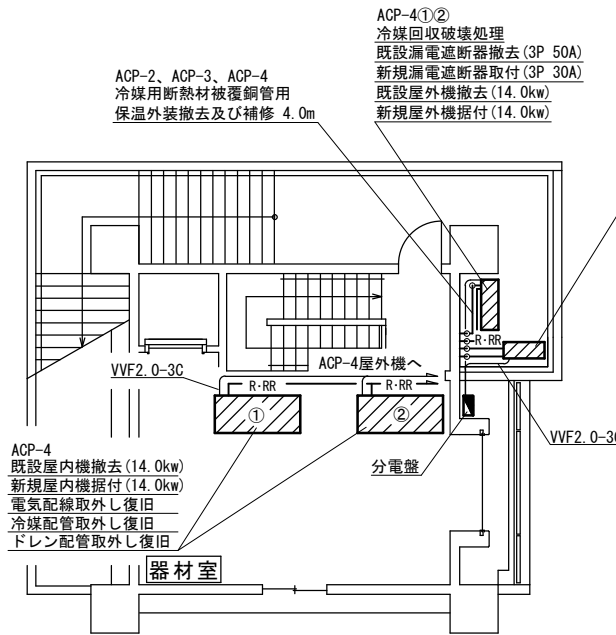 ACP-4①②
冷媒回収破壊処理
既設漏電遮断器撤去(3P 50A)
新規漏電遮断器取付(3P 30A)
既設屋外機撤去(14.0kw)
新規屋外機据付(14.0kw)
ACP-2、ACP-3、ACP-4
冷媒用断熱材被覆銅管用
保温外装撤去及び補修 4.0m
R･RR
ACP-4屋外機へ
VVF2.0-3C
R･RR
R･RR
①
②
VVF2.0-3C
分電盤
ACP-4
既設屋内機撤去(14.0kw)
新規屋内機据付(14.0kw)
電気配線取外し復旧
冷媒配管取外し復旧
ドレン配管取外し復旧
器材室